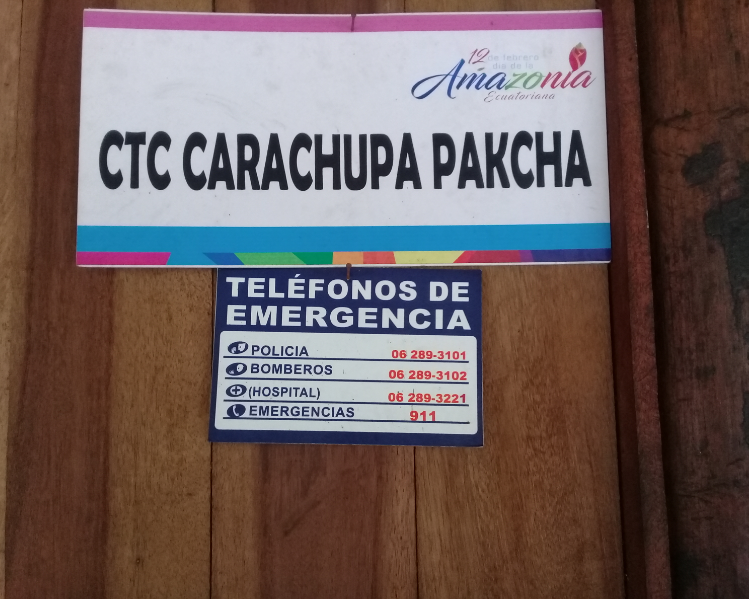 12 de febrero
día de la
Amazonía
Ecuatoriana
CTC CARACHUPA PAKCHA
TELÉFONOS DE
EMERGENCIA
POLICIA 06 289-3101
BOMBEROS 06 289-3102
(HOSPITAL) 06 289-3221
EMERGENCIAS 911